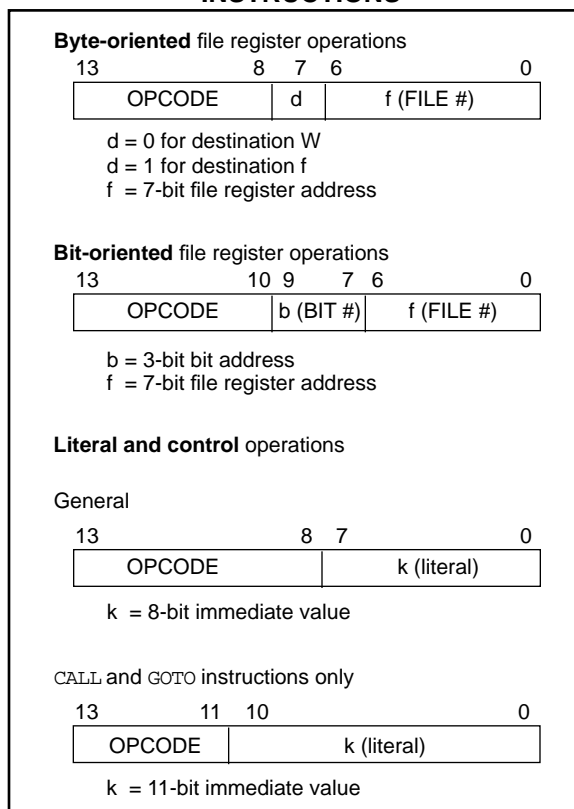 INSTRUCTIONS
Byte-oriented file register operations
13 8 7 6 0
OPCODE d f (FILE #)
d = 0 for destination W
d = 1 for destination f
f = 7-bit file register address
Bit-oriented file register operations
13 10 9 7 6 0
OPCODE b (BIT #) f (FILE #)
b = 3-bit bit address
f = 7-bit file register address
Literal and control operations
General
13 8 7 0
OPCODE k (literal)
k = 8-bit immediate value
CALL and GOTO instructions only
13 11 10 0
OPCODE k (literal)
k = 11-bit immediate value